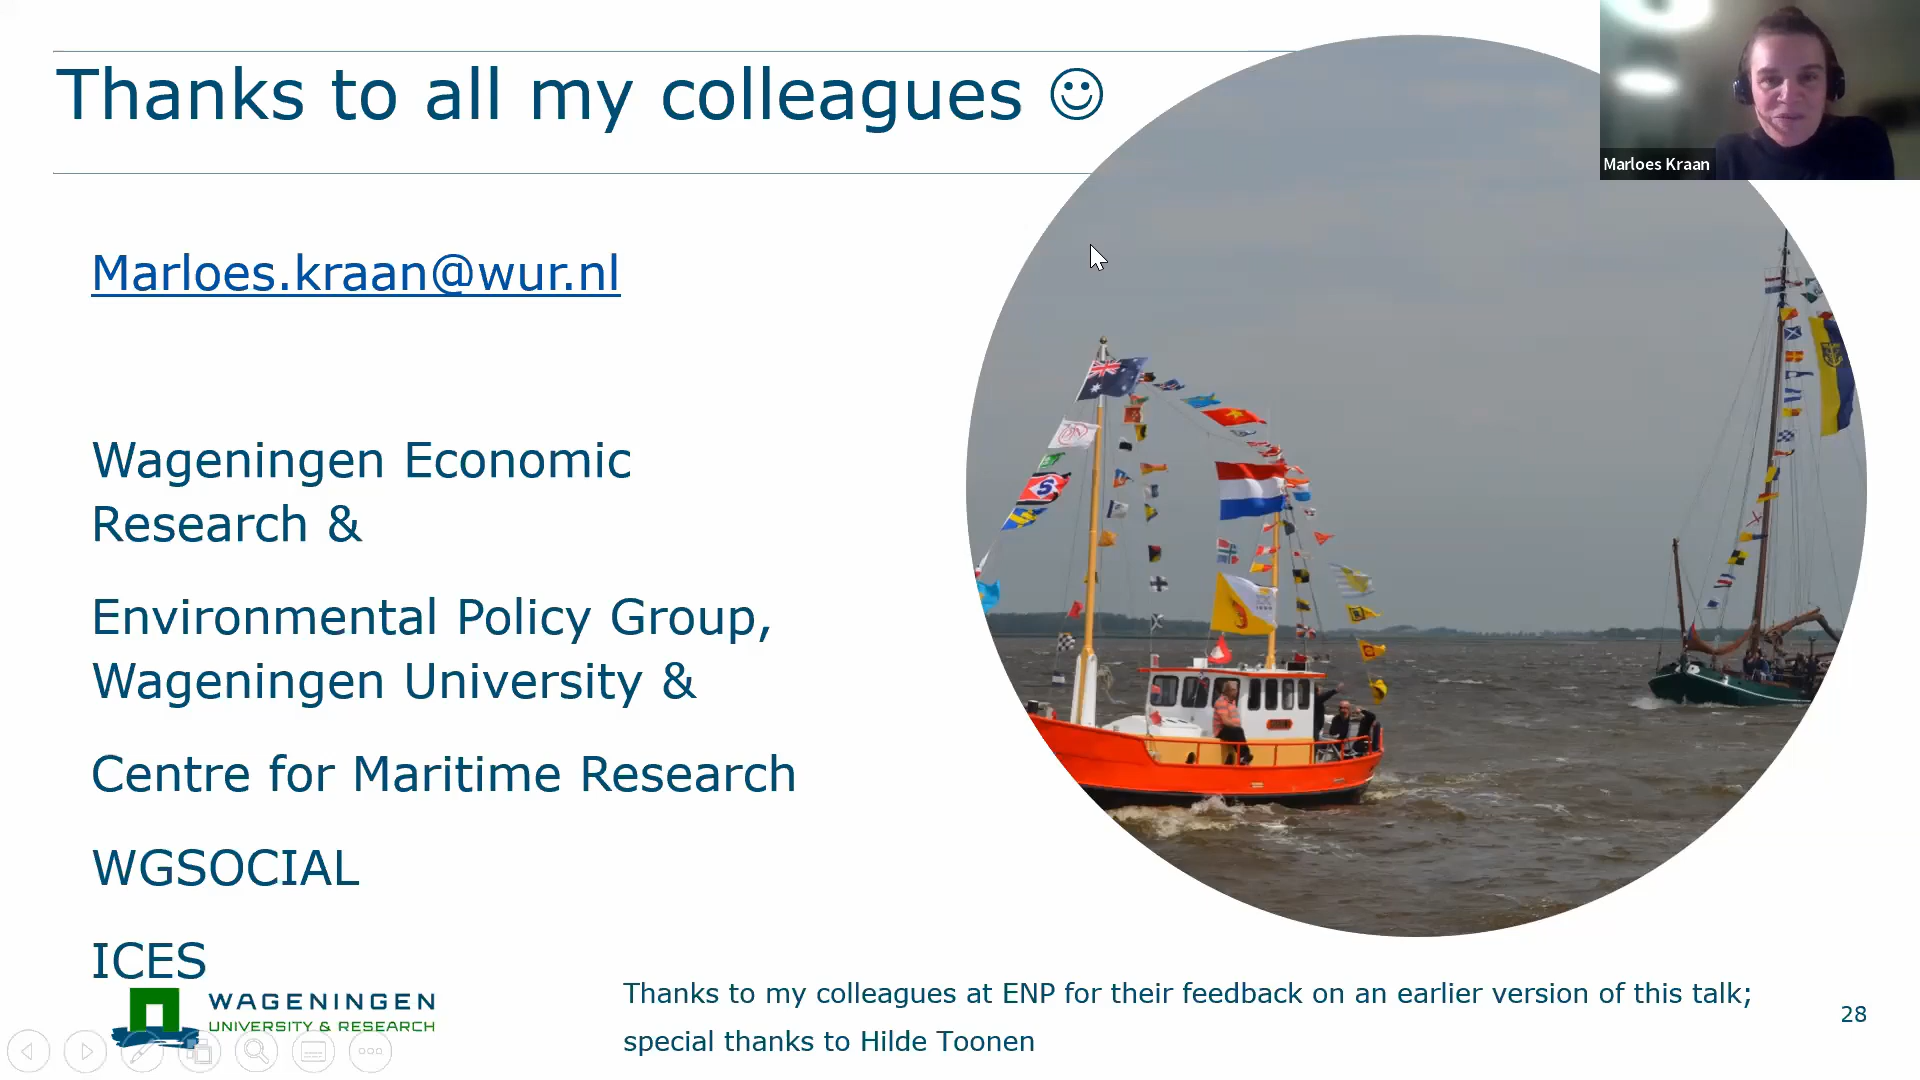 Thanks to all my colleagues ☺
Marloes Kraan
Marloes.kraan@wur.nl
Wageningen Economic
Research &
Environmental Policy Group,
Wageningen University &
Centre for Maritime Research
WGSOCIAL
ICES
WAGENINGEN
UNIVERSITY & RESEARCH
Thanks to my colleagues at ENP for their feedback on an earlier version of this talk;
special thanks to Hilde Toonen
28
S